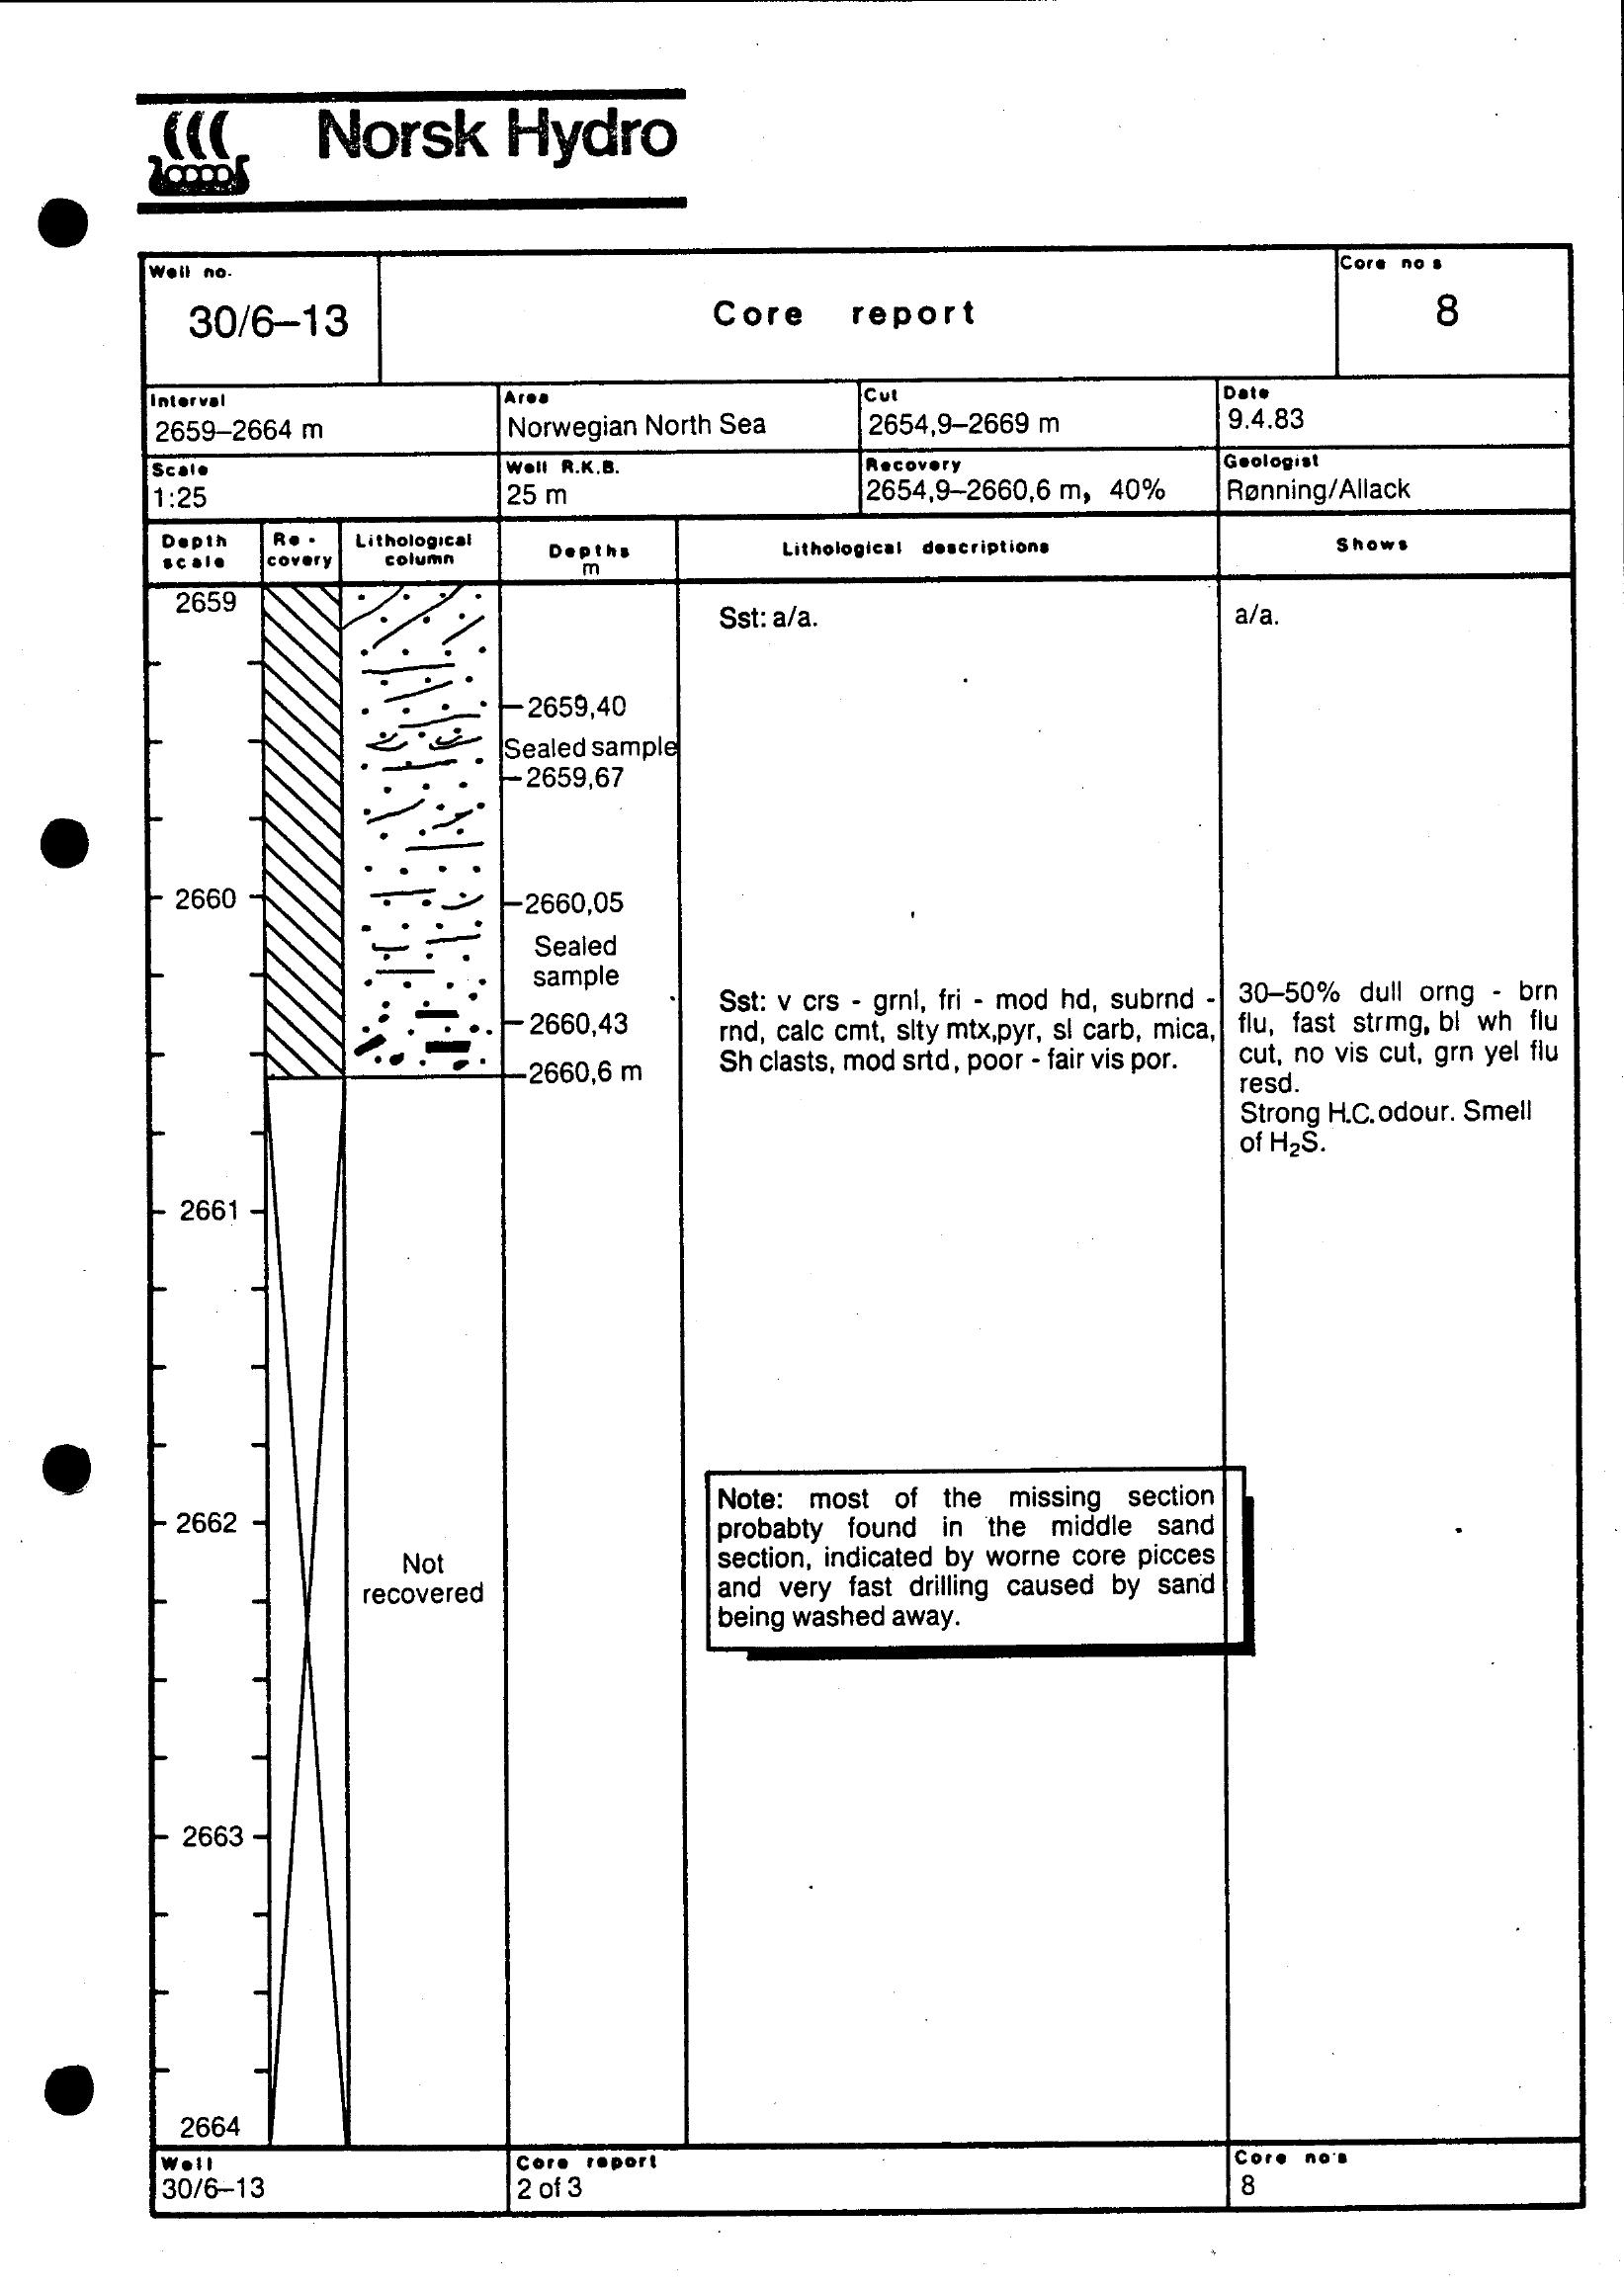 Norsk Hydro
Well no.
30/6–13
Core report
Core no s
8
Interval
2659–2664 m
Area
Norwegian North Sea
Cut
2654,9–2669 m
Date
9.4.83
Scale
1:25
Well R.K.B.
25 m
Recovery
2654,9–2660,6 m, 40%
Geologist
Rønning/Allack
Depth
scale
Re -
covery
Lithological
column
Depths
m
Lithological descriptions
Shows
2659
Sst: a/a.
a/a.
2659,40
Sealed sample
2659,67
2660
2660,05
Sealed
sample
2660,43
2660,6 m
Sst: v crs - grnl, fri - mod hd, subrnd -
rnd, calc cmt, slty mtx,pyr, sl carb, mica,
Sh clasts, mod srtd, poor - fair vis por.
30–50% dull orng - brn
flu, fast strmg, bl wh flu
cut, no vis cut, grn yel flu
resd.
Strong H.C. odour. Smell
of H₂S.
2661
2662
Not
recovered
Note: most of the missing section
probabty found in the middle sand
section, indicated by worne core picces
and very fast drilling caused by sand
being washed away.
2663
2664
Well
30/6–13
Core report
2 of 3
Core no's
8